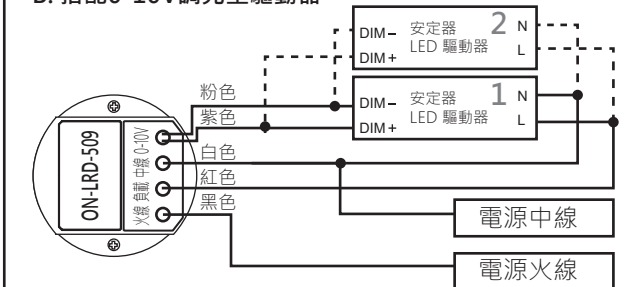 B. 搭配0-10V調光型驅動器
DIM－ 安定器 2 N
DIM+ LED 驅動器 L
DIM－ 安定器 1 N
DIM+ LED 驅動器 L
粉色
紫色
白色
紅色
黑色
ON-LRD-509
火線 負載 中線 0-10V
電源中線
電源火線